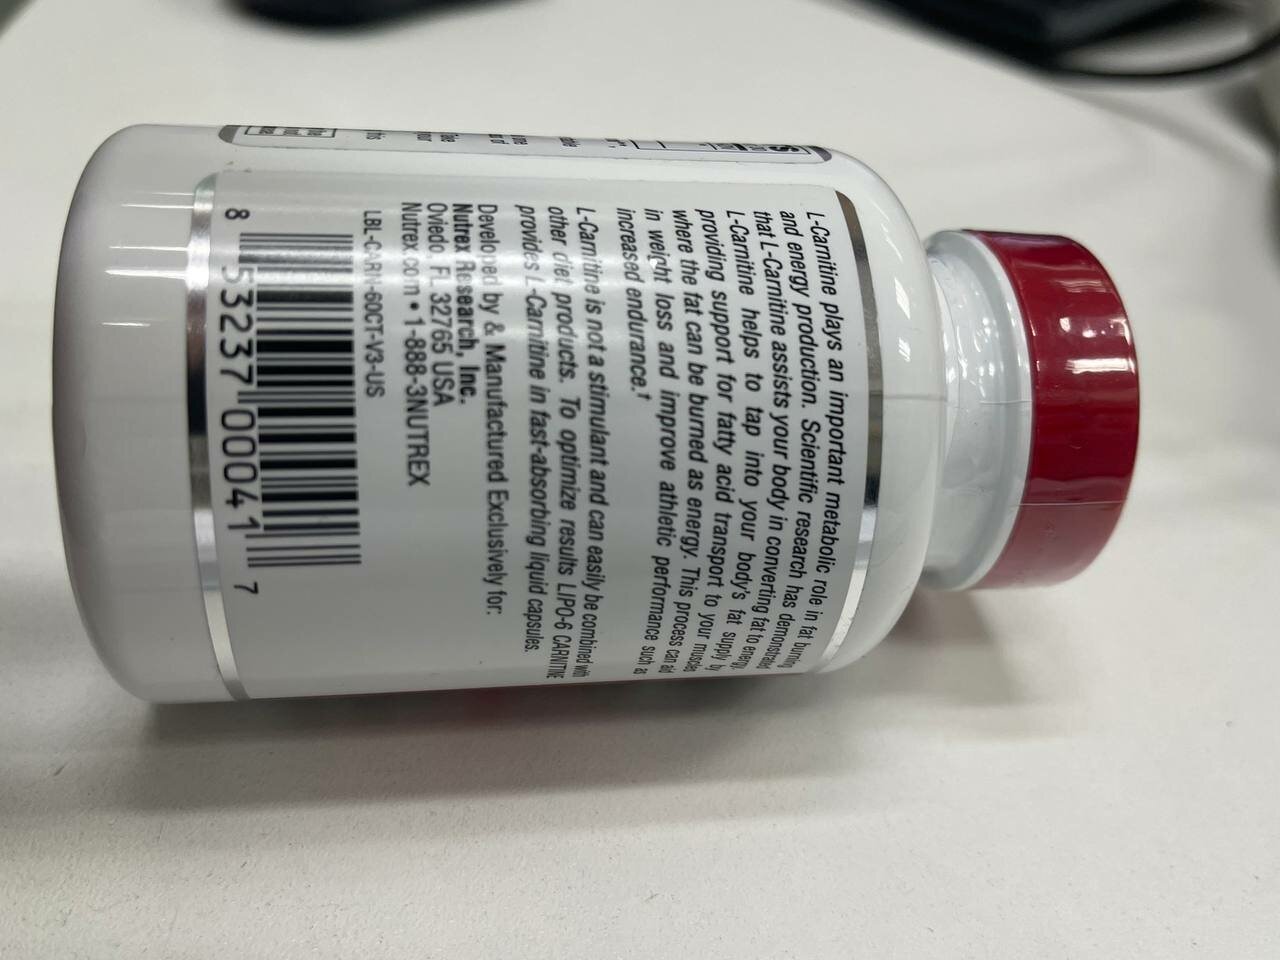 L-Carnitine plays an important metabolic role in fat burning
and energy production. Scientific research has demonstrated
that L-Carnitine assists your body in converting fat to energy.
L-Carnitine helps to tap into your body's fat supply by
providing support for fatty acid transport to your muscles
where the fat can be burned as energy. This process can aid
in weight loss and improve athletic performance such as
increased endurance.†
L-Carnitine is not a stimulant and can easily be combined with
other diet products. To optimize results LIPO-6 CARNITINE
provides L-Carnitine in fast-absorbing liquid capsules.
Developed by & Manufactured Exclusively for:
Nutrex Research, Inc.
Oviedo, FL 32765 USA
Nutrex.com • 1-888-3NUTREX
LBL-CARN-60CT-V3-US
8 53237 00041 7